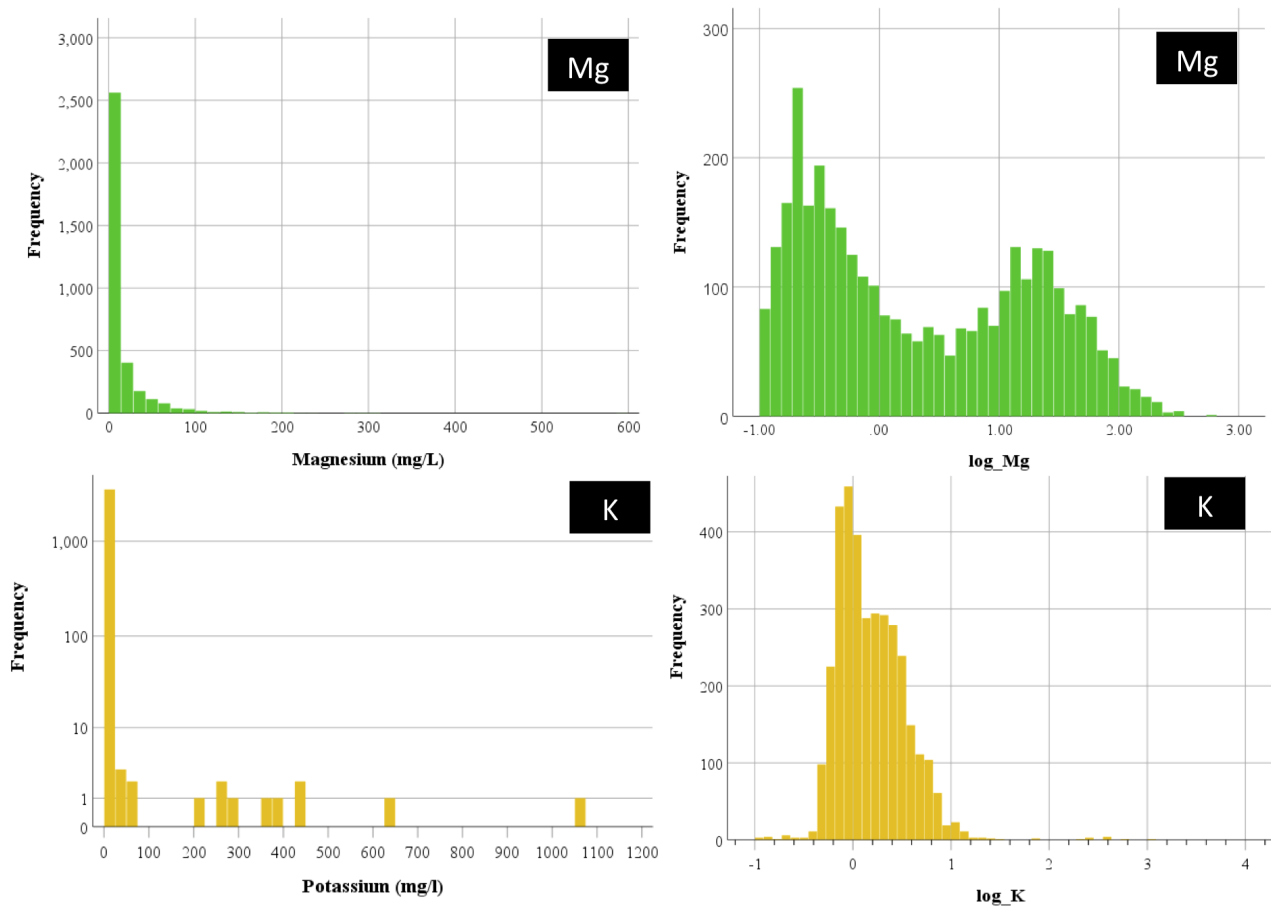 3,000
2,500
2,000
1,500
1,000
500
0
Frequency
Mg
0 100 200 300 400 500 600
Magnesium (mg/L)
300
200
100
0
Frequency
Mg
-1.00 .00 1.00 2.00 3.00
log_Mg
1,000
100
10
1
0
Frequency
K
0 100 200 300 400 500 600 700 800 900 1000 1100 1200
Potassium (mg/l)
400
300
200
100
0
Frequency
K
-1 0 1 2 3 4
log_K